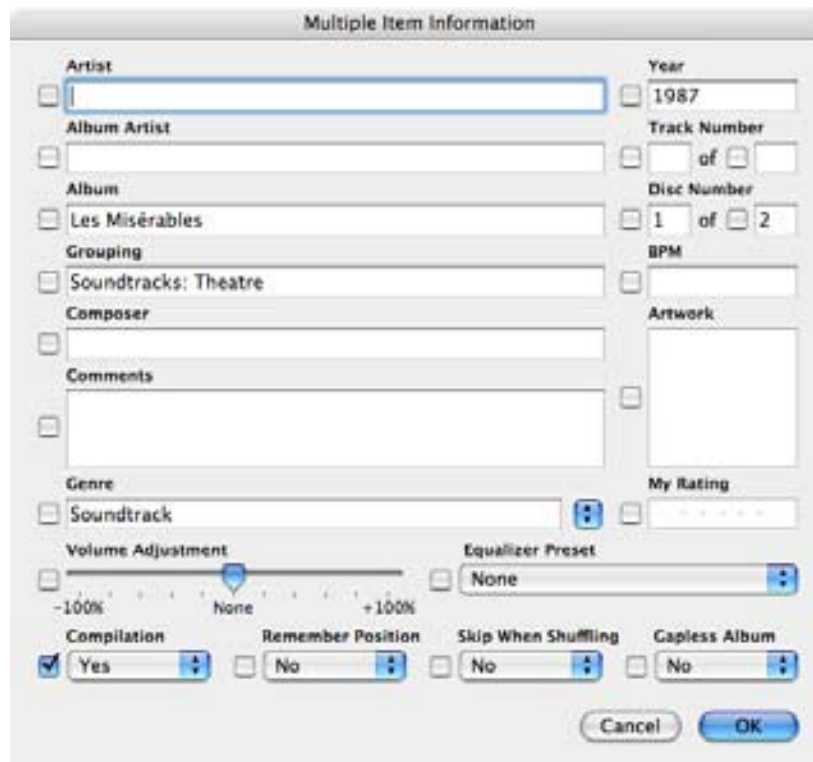 Multiple Item Information
Artist Year
1987
Album Artist Track Number
of
Album Disc Number
Les Misérables 1 of 2
Grouping BPM
Soundtracks: Theatre
Composer Artwork
Comments
Genre My Rating
Soundtrack
Volume Adjustment Equalizer Preset
None
-100% None +100%
Compilation Remember Position Skip When Shuffling Gapless Album
Yes No No No
Cancel OK